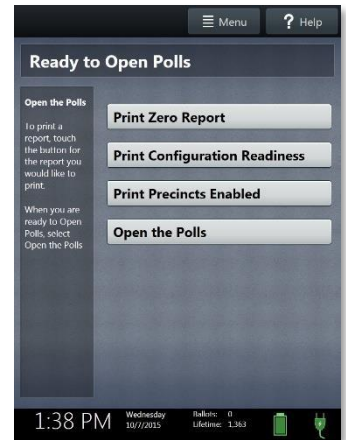 Menu
? Help
Ready to Open Polls
Open the Polls
To print a
report, touch
the button for
the report you
would like to
print.
When you are
ready to Open
Polls, select
Open the Polls
Print Zero Report
Print Configuration Readiness
Print Precincts Enabled
Open the Polls
1:38 PM
Wednesday
10/7/2015
Ballots: 0
Lifetime: 1,363